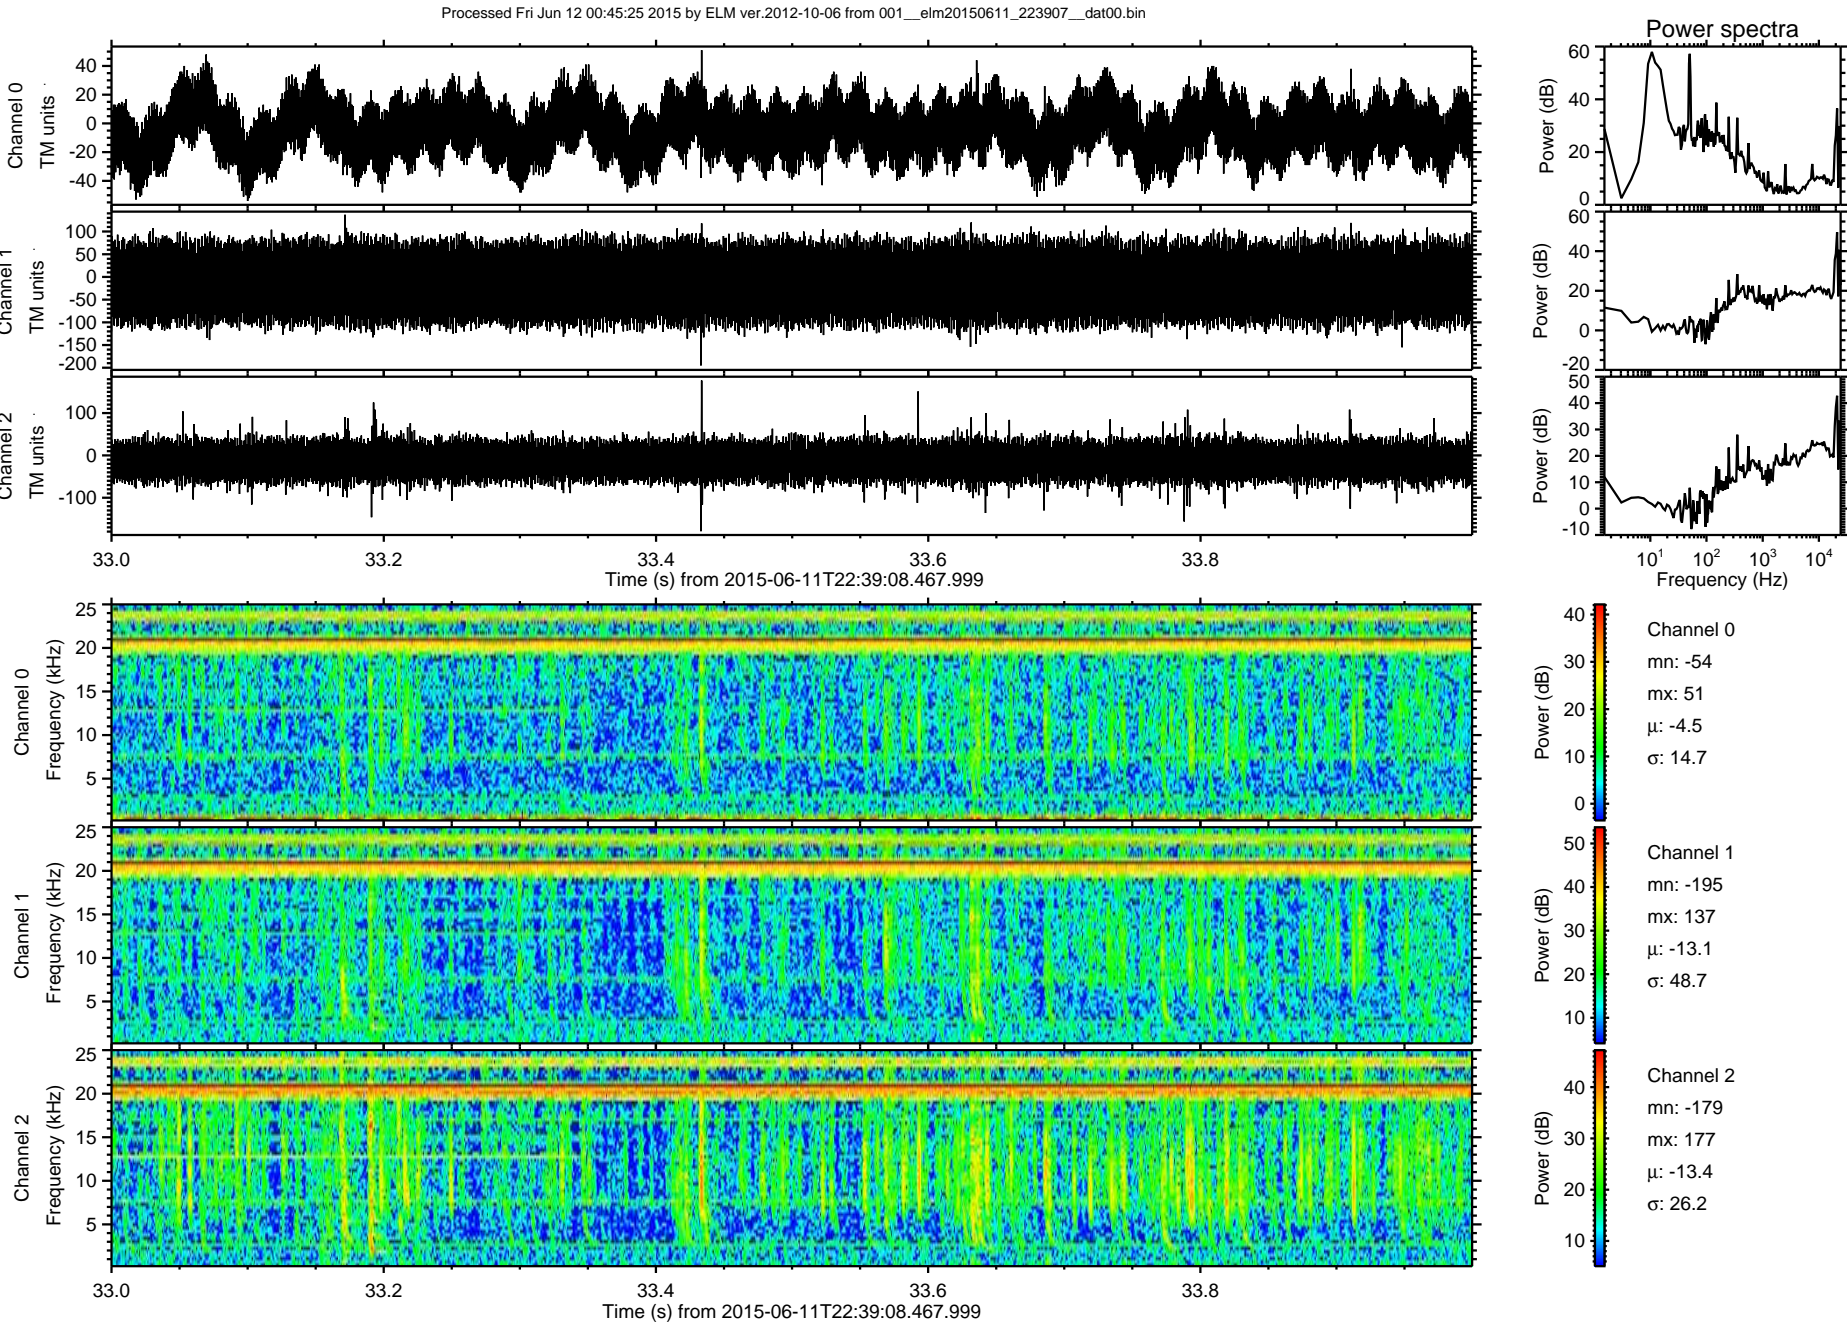 Processed Fri Jun 12 00:45:25 2015 by ELM ver.2012-10-06 from 001__elm20150611_223907__dat00.bin
Power spectra
Channel 0
TM units
40
20
0
-20
-40
Power (dB)
60
40
20
0
Channel 1
TM units
100
50
0
-50
-100
-150
-200
Power (dB)
60
40
20
0
-20
Channel 2
TM units
100
0
-100
Power (dB)
50
40
30
20
10
0
-10
33.0 33.2 33.4 33.6 33.8
Time (s) from 2015-06-11T22:39:08.467.999
10^1 10^2 10^3 10^4
Frequency (Hz)
Channel 0
Frequency (kHz)
25
20
15
10
5
Power (dB)
40
30
20
10
0
Channel 0
mn: -54
mx: 51
μ: -4.5
σ: 14.7
Channel 1
Frequency (kHz)
25
20
15
10
5
Power (dB)
50
40
30
20
10
Channel 1
mn: -195
mx: 137
μ: -13.1
σ: 48.7
Channel 2
Frequency (kHz)
25
20
15
10
5
Power (dB)
40
30
20
10
Channel 2
mn: -179
mx: 177
μ: -13.4
σ: 26.2
33.0 33.2 33.4 33.6 33.8
Time (s) from 2015-06-11T22:39:08.467.999